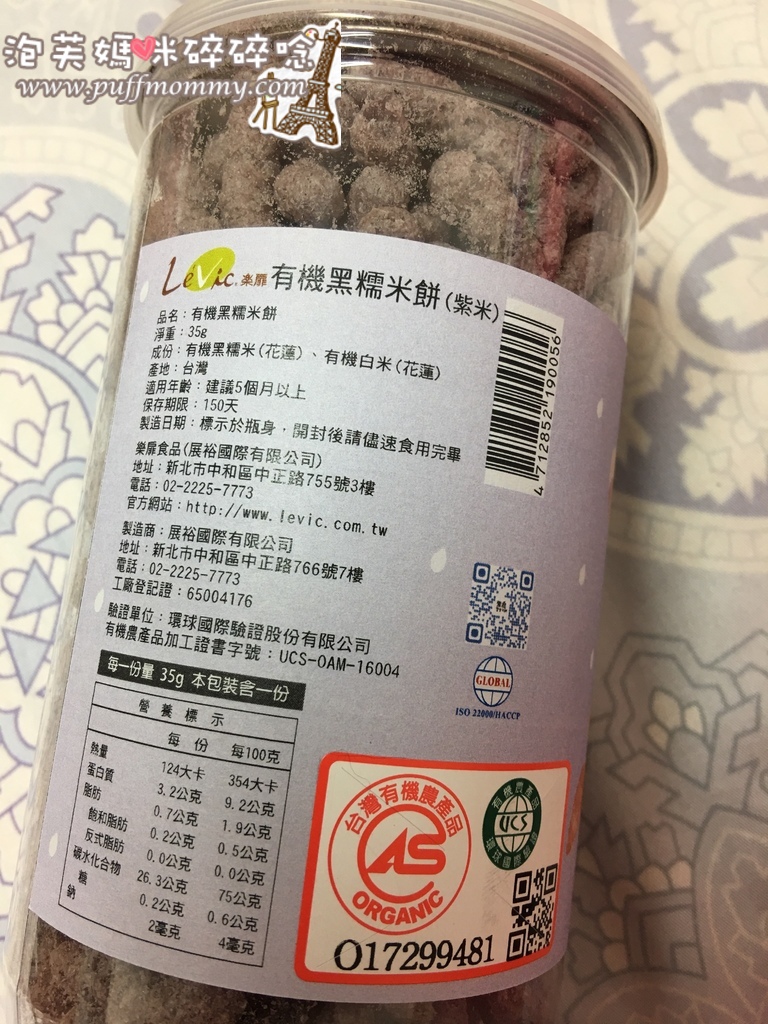 泡芙媽咪碎碎唸
www.puffmommy.com
LeVic 楽扉 有機黑糯米餅(紫米)
品名：有機黑糯米餅
淨重：35g
成份：有機黑糯米(花蓮)、有機白米(花蓮)
產地：台灣
適用年齡：建議5個月以上
保存期限：150天
製造日期：標示於瓶身，開封後請儘速食用完畢
4 712852 190056
樂扉食品(展裕國際有限公司)
地址：新北市中和區中正路755號3樓
電話：02-2225-7773
官方網站：http://www.levic.com.tw
製造商：展裕國際有限公司
地址：新北市中和區中正路766號7樓
電話：02-2225-7773
工廠登記證：65004176
驗證單位：環球國際驗證股份有限公司
有機農產品加工證書字號：UCS-OAM-16004
GLOBAL
ISO 22000/HACCP
每一份量 35g 本包裝含一份
營養標示
每份 每100克
熱量 124大卡 354大卡
蛋白質 3.2公克 9.2公克
脂肪 0.7公克 1.9公克
飽和脂肪 0.2公克 0.5公克
反式脂肪 0.0公克 0.0公克
碳水化合物 26.3公克 75公克
糖 0.2公克 0.6公克
鈉 2毫克 4毫克
台灣有機農產品
CAS
ORGANIC
有機農產品
UCS
環球國際驗證
017299481